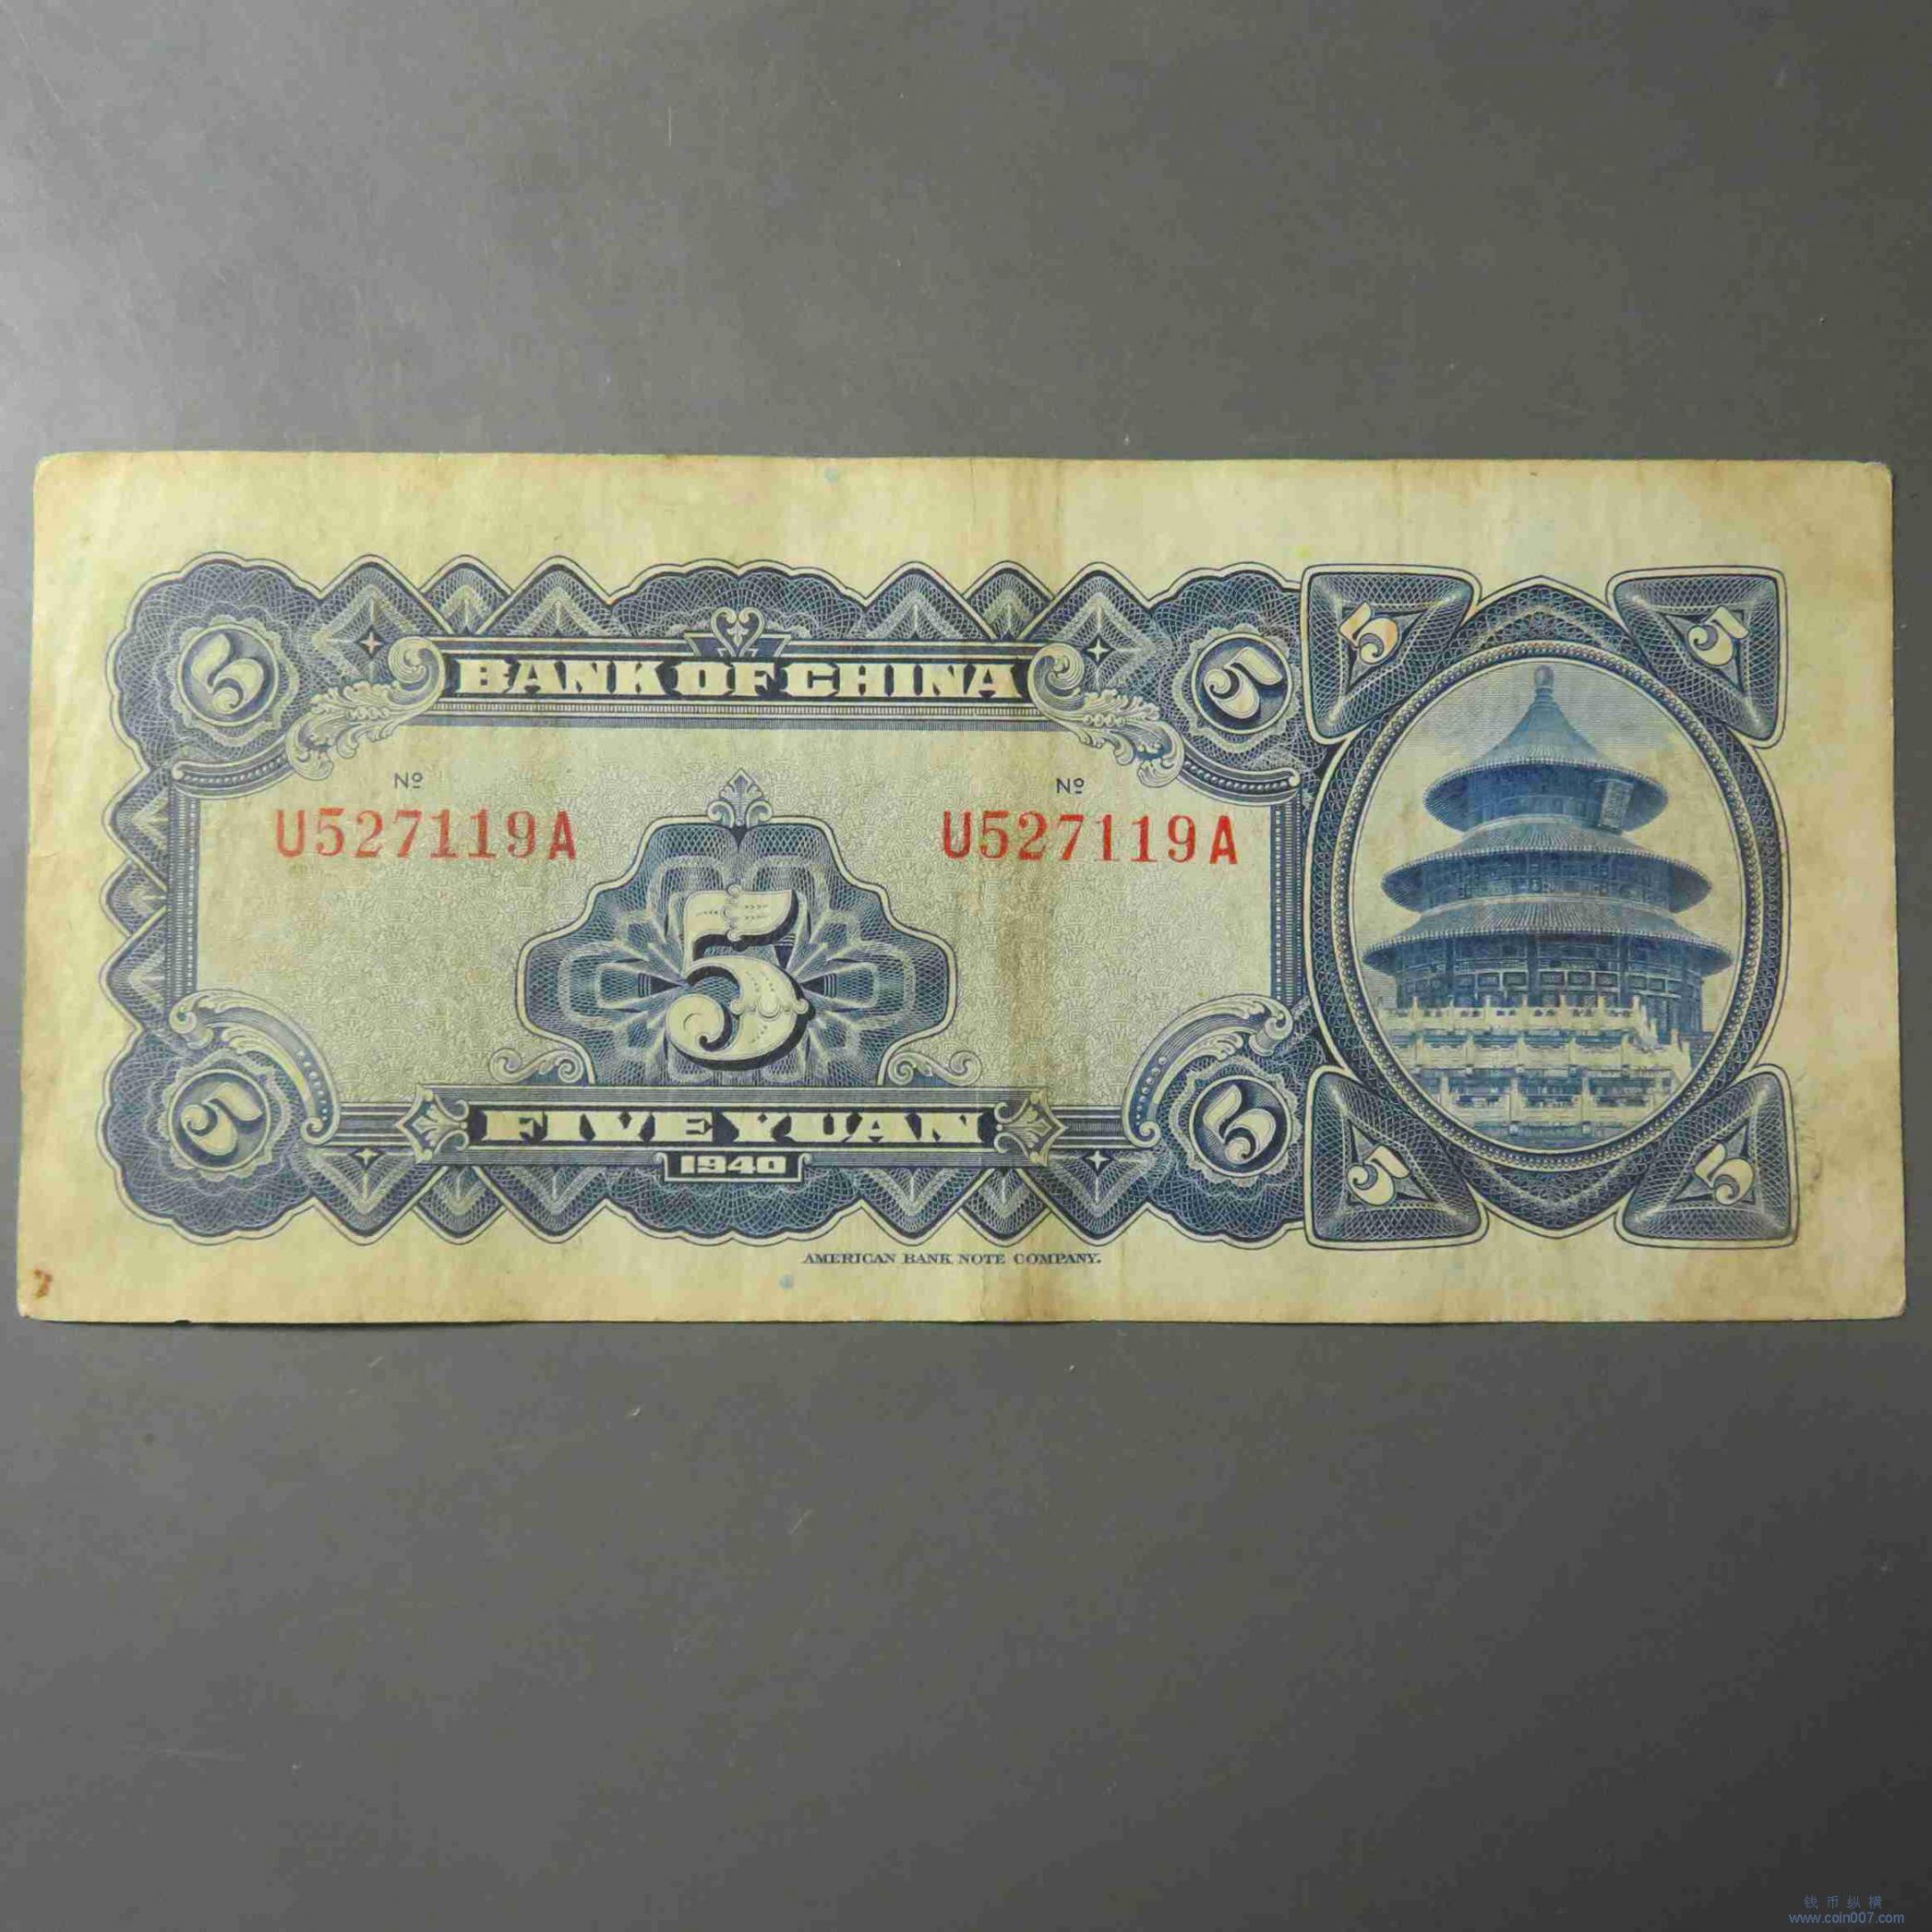 BANK OF CHINA
5
5
5
5
Nº
Nº
U527119A
U527119A
5
5
5
FIVE YUAN
1940
5
5
AMERICAN BANK NOTE COMPANY.
钱币纵横
www.coin007.com